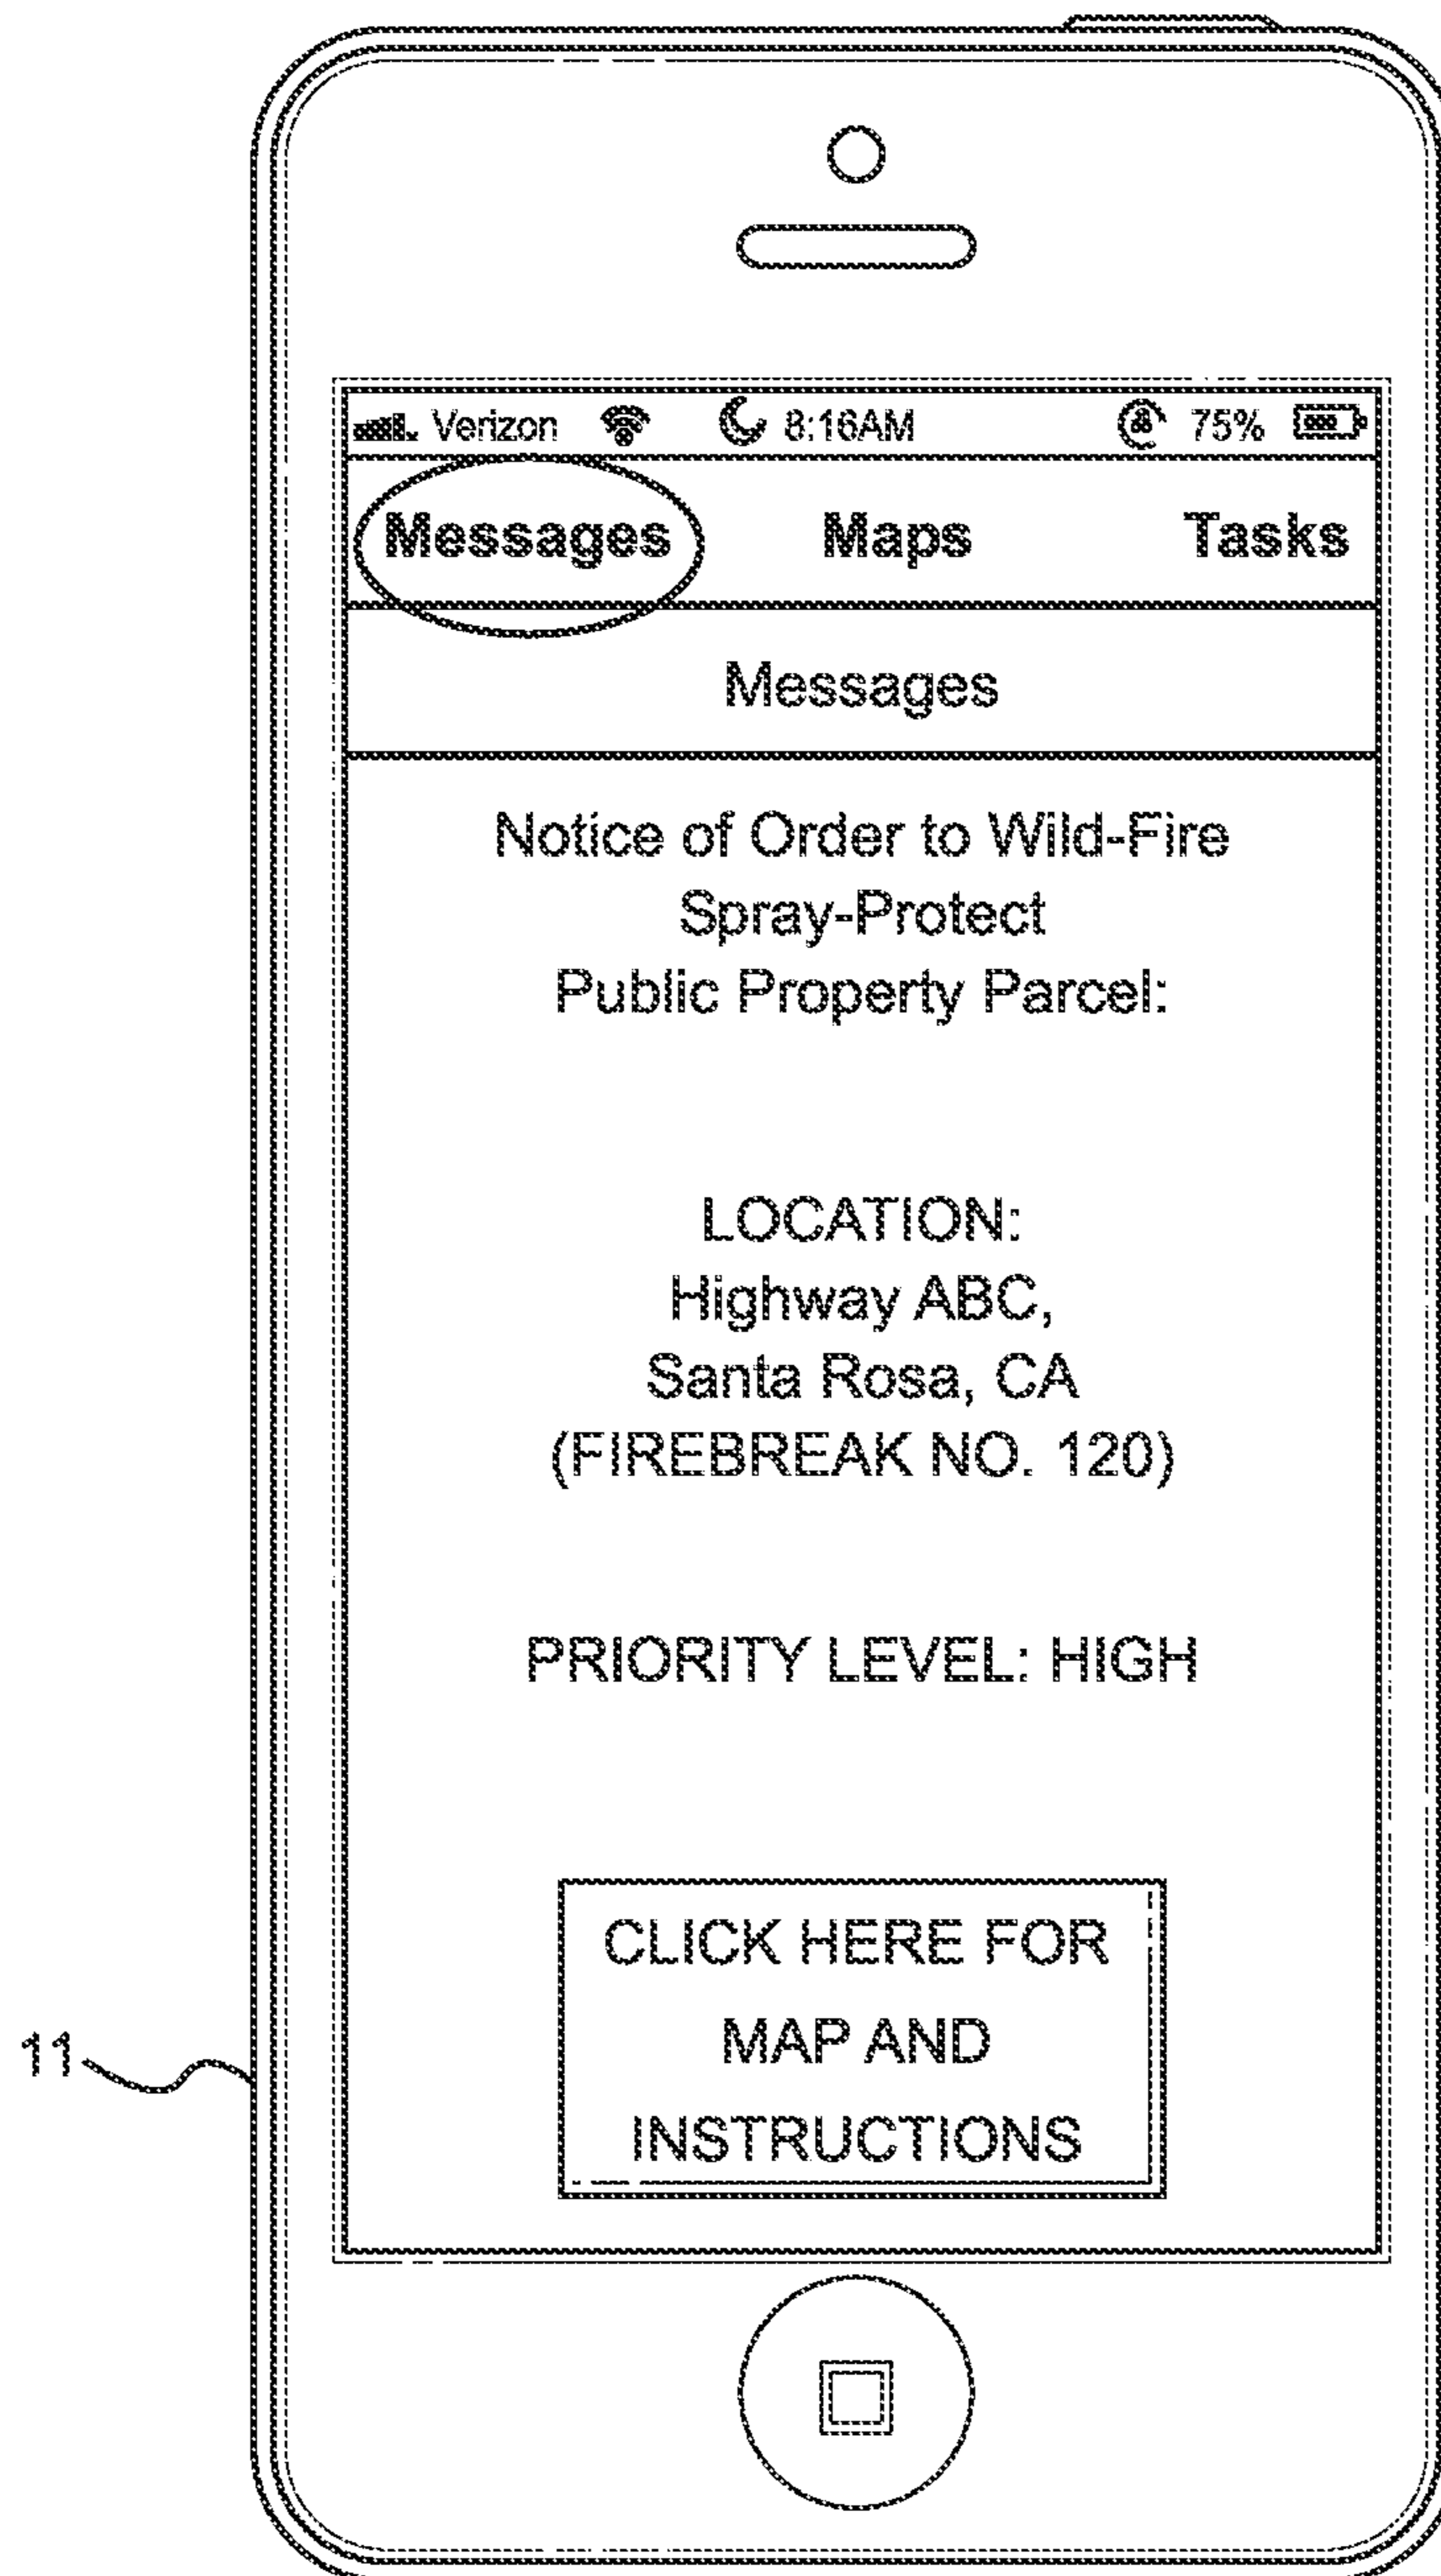 Verizon 8:16AM 75%
Messages Maps Tasks
Messages
Notice of Order to Wild-Fire
Spray-Protect
Public Property Parcel:
LOCATION:
Highway ABC,
Santa Rosa, CA
(FIREBREAK NO. 120)
PRIORITY LEVEL: HIGH
CLICK HERE FOR
MAP AND
INSTRUCTIONS
11